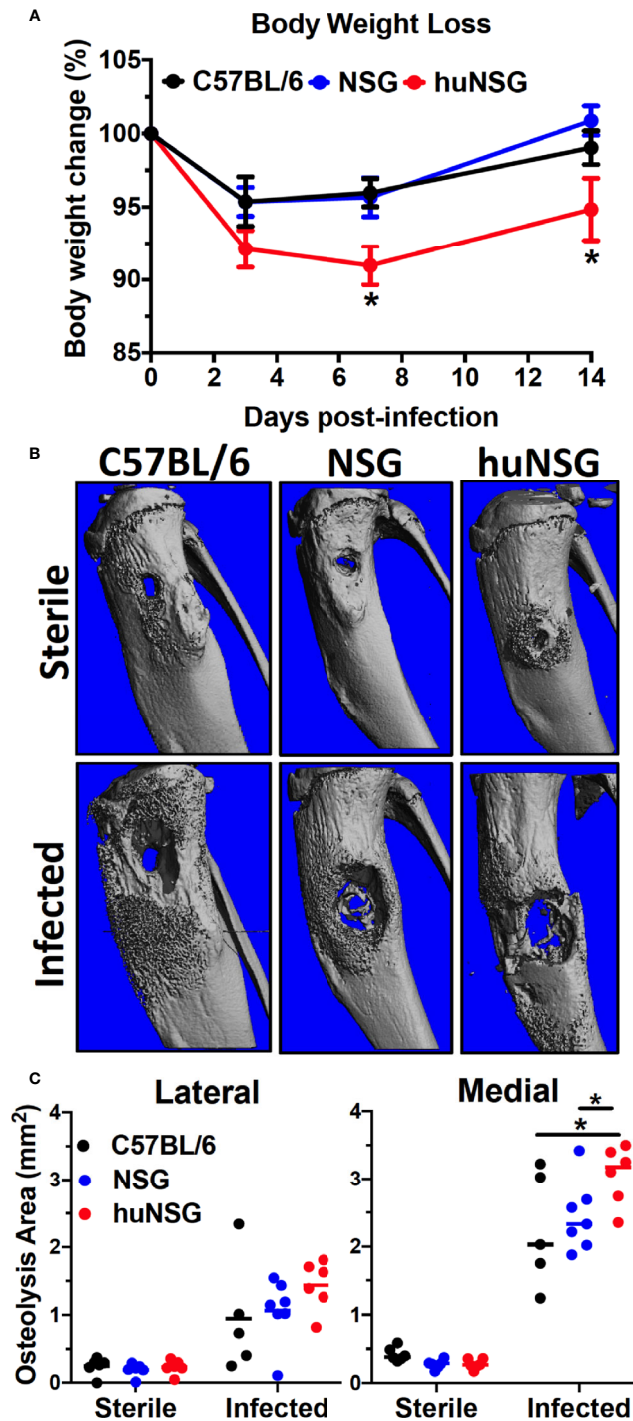 A
Body Weight Loss
C57BL/6 NSG huNSG
Body weight change (%)
105
100
95
90
85
0 2 4 6 8 10 12 14
*
*
Days post-infection
B
C57BL/6 NSG huNSG
Sterile
Infected
C
Lateral Medial
Osteolysis Area (mm²)
C57BL/6
NSG
huNSG
4
3
2
1
0
4
3
2
1
0
*
*
Sterile Infected Sterile Infected